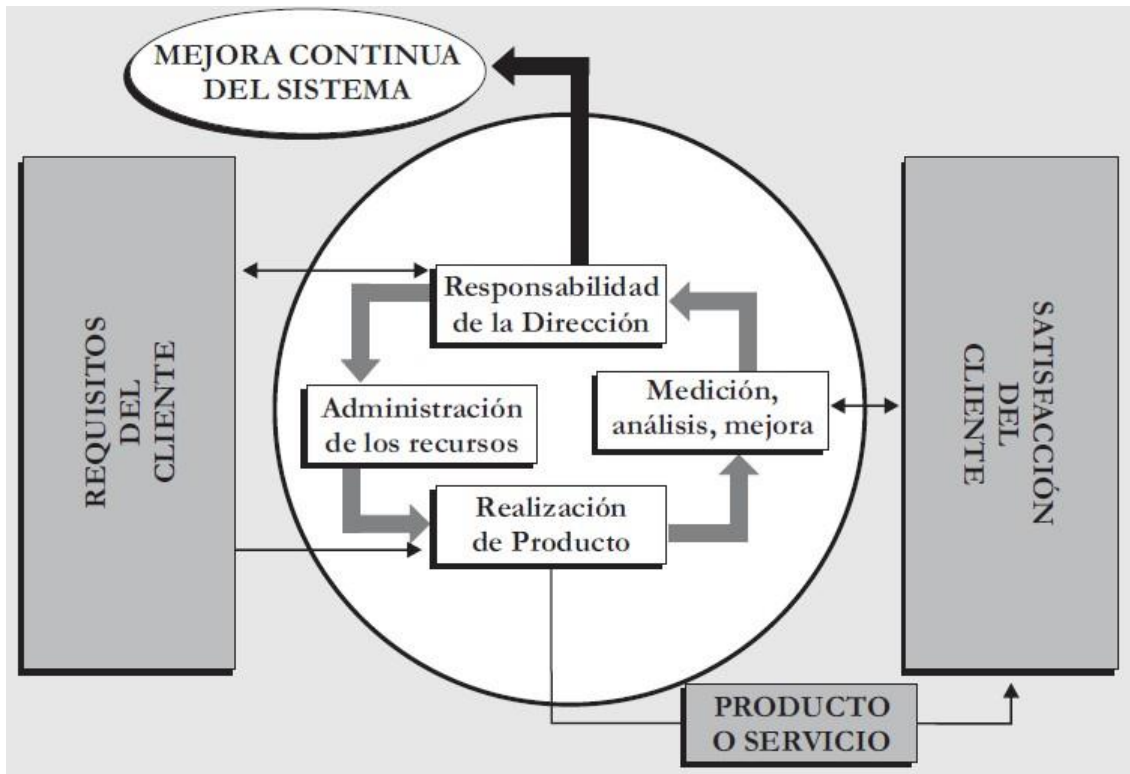 MEJORA CONTINUA
DEL SISTEMA
REQUISITOS
DEL
CLIENTE
Responsabilidad
de la Dirección
Administración
de los recursos
Medición,
análisis, mejora
Realización
de Producto
SATISFACCIÓN
DEL
CLIENTE
PRODUCTO
O SERVICIO